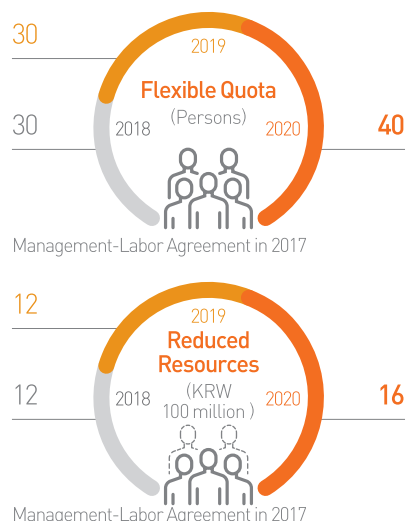 30
2019
Flexible Quota
(Persons)
30
2018
2020
40
Management-Labor Agreement in 2017
12
2019
Reduced
Resources
(KRW
100 million )
12
2018
2020
16
Management-Labor Agreement in 2017